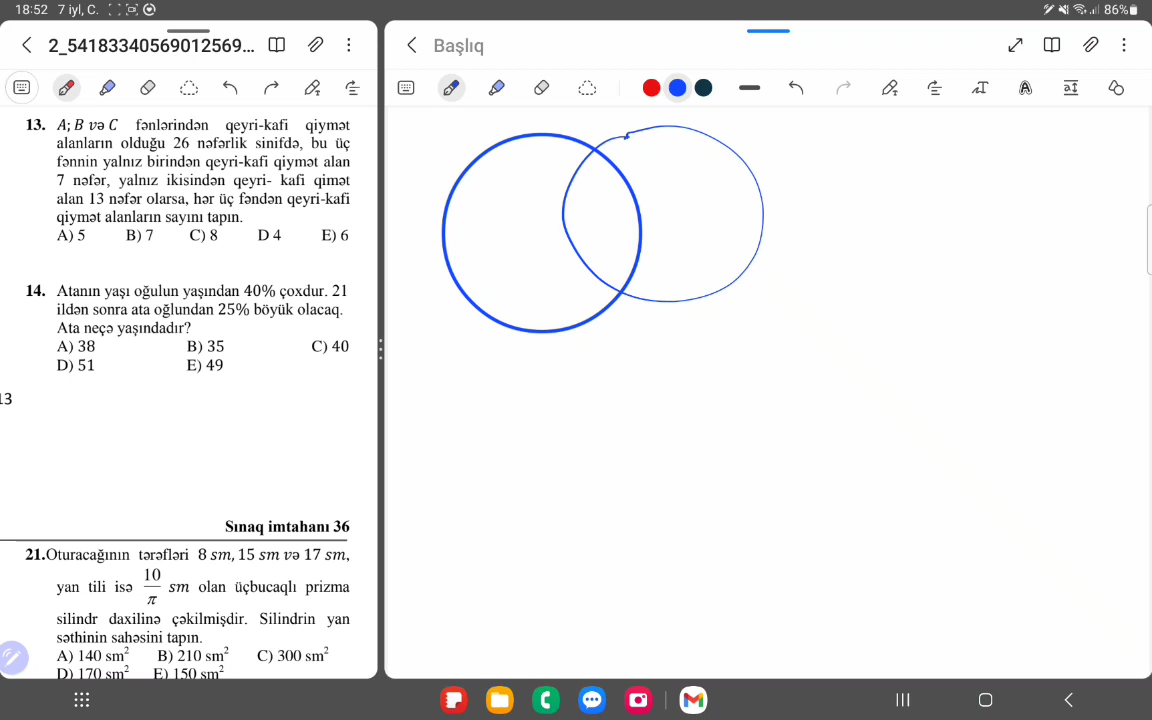 18:52 7 iyl, C. 86%
2_54183340569012569...
13. A; B və C fənlərindən qeyri-kafi qiymət
alanların olduğu 26 nəfərlik sinifdə, bu üç
fənnin yalnız birindən qeyri-kafi qiymət alan
7 nəfər, yalnız ikisindən qeyri- kafi qimət
alan 13 nəfər olarsa, hər üç fəndən qeyri-kafi
qiymət alanların sayını tapın.
A) 5 B) 7 C) 8 D 4 E) 6
14. Atanın yaşı oğulun yaşından 40% çoxdur. 21
ildən sonra ata oğlundan 25% böyük olacaq.
Ata neçə yaşındadır?
A) 38 B) 35 C) 40
D) 51 E) 49
13
Sınaq imtahanı 36
21.Oturacağının tərəfləri 8 sm, 15 sm və 17 sm,
yan tili isə 10/π sm olan üçbucaqlı prizma
silindr daxilinə çəkilmişdir. Silindrin yan
səthinin sahəsini tapın.
A) 140 sm² B) 210 sm² C) 300 sm²
D) 170 sm² E) 150 sm²
Başlıq